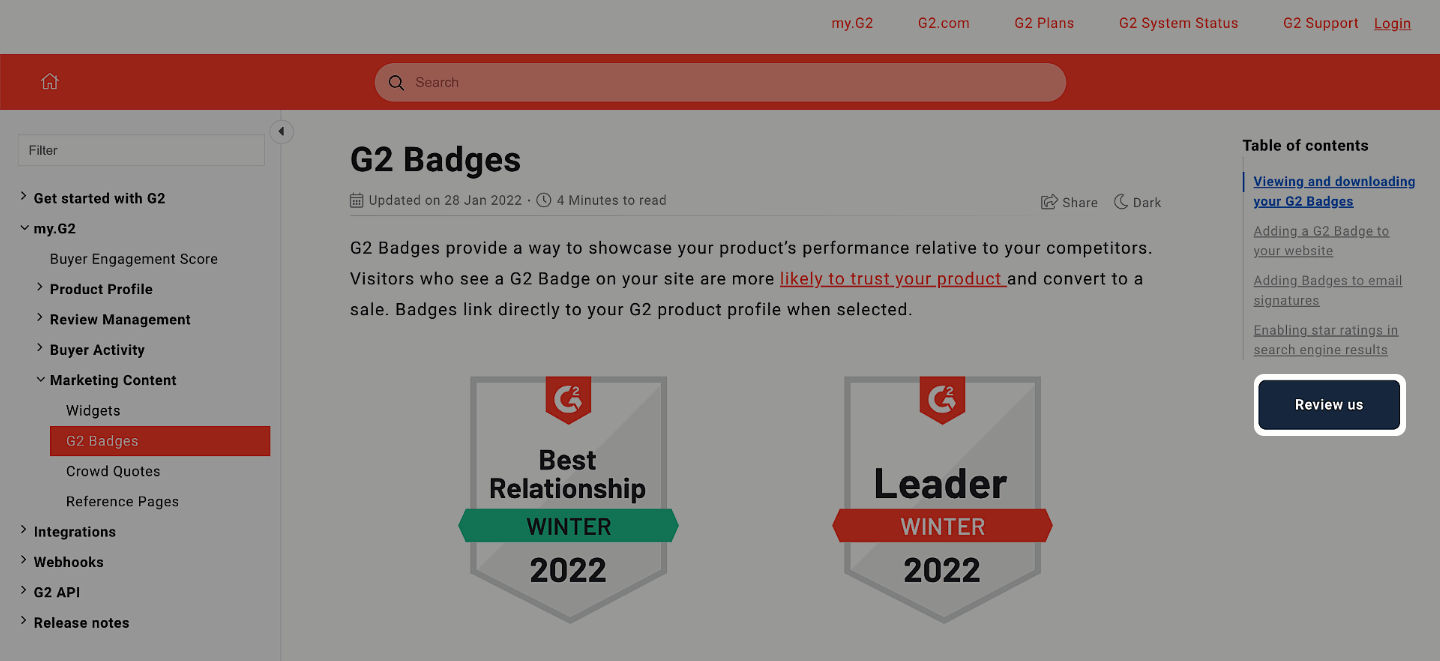 my.G2 G2.com G2 Plans G2 System Status G2 Support Login
Search
Filter
Get started with G2
my.G2
Buyer Engagement Score
Product Profile
Review Management
Buyer Activity
Marketing Content
Widgets
G2 Badges
Crowd Quotes
Reference Pages
Integrations
Webhooks
G2 API
Release notes
G2 Badges
Updated on 28 Jan 2022 · 4 Minutes to read
Share Dark
G2 Badges provide a way to showcase your product’s performance relative to your competitors.
Visitors who see a G2 Badge on your site are more likely to trust your product and convert to a
sale. Badges link directly to your G2 product profile when selected.
G2
Best
Relationship
WINTER
2022
G2
Leader
WINTER
2022
Table of contents
Viewing and downloading
your G2 Badges
Adding a G2 Badge to
your website
Adding Badges to email
signatures
Enabling star ratings in
search engine results
Review us